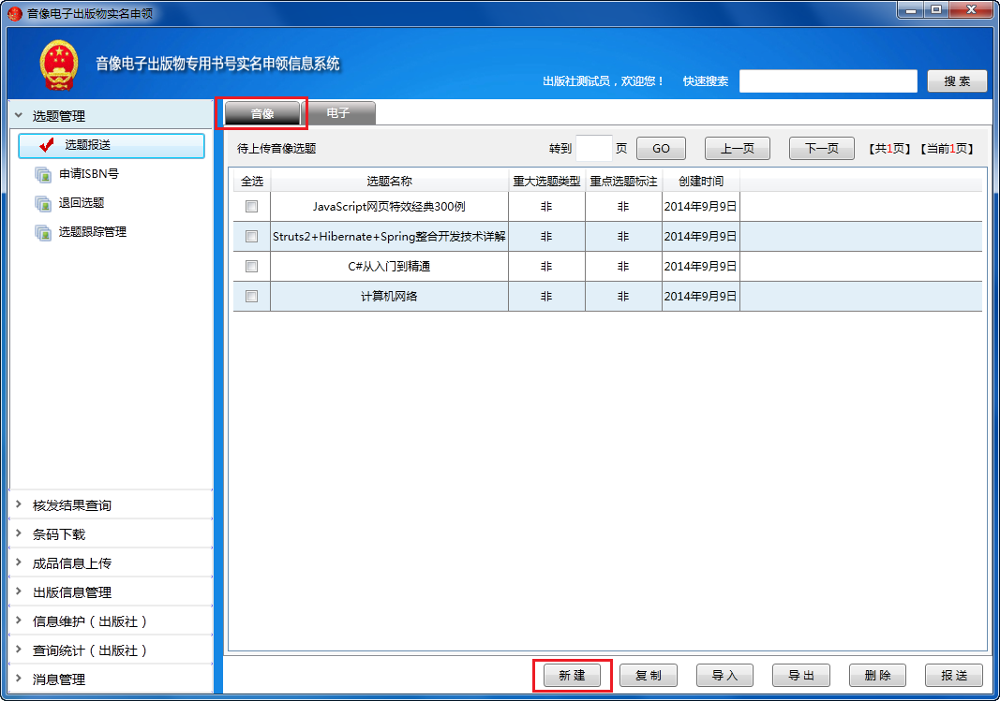 音像电子出版物实名申领
音像电子出版物专用书号实名申领信息系统
出版社测试员，欢迎您！ 快速搜索 搜 索
选题管理
选题报送
申请ISBN号
退回选题
选题跟踪管理
核发结果查询
条码下载
成品信息上传
出版信息管理
信息维护（出版社）
查询统计（出版社）
消息管理
音像 电子
待上传音像选题 转到 页 GO 上一页 下一页 【共1页】【当前1页】
全选 选题名称 重大选题类型 重点选题标注 创建时间
JavaScript网页特效经典300例 非 非 2014年9月9日
Struts2+Hibernate+Spring整合开发技术详解 非 非 2014年9月9日
C#从入门到精通 非 非 2014年9月9日
计算机网络 非 非 2014年9月9日
新 建 复 制 导 入 导 出 删 除 报 送